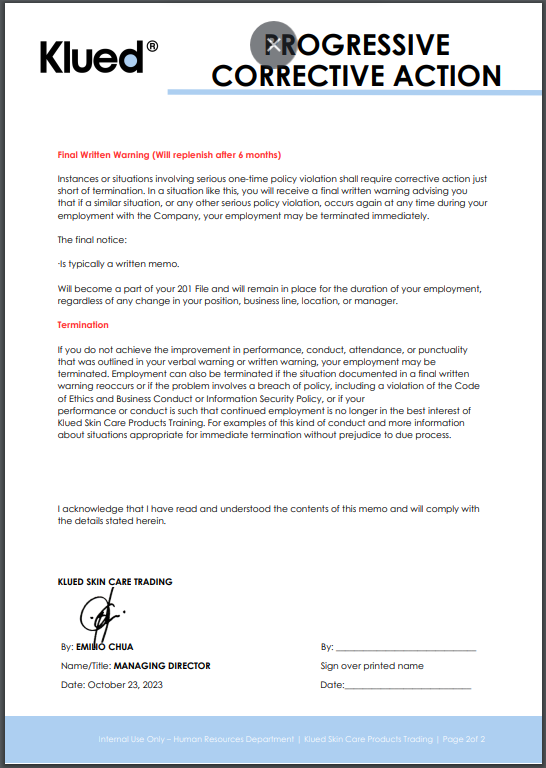 Klued®
PROGRESSIVE
CORRECTIVE ACTION
Final Written Warning (Will replenish after 6 months)
Instances or situations involving serious one-time policy violation shall require corrective action just
short of termination. In a situation like this, you will receive a final written warning advising you
that if a similar situation, or any other serious policy violation, occurs again at any time during your
employment with the Company, your employment may be terminated immediately.
The final notice:
·Is typically a written memo.
Will become a part of your 201 File and will remain in place for the duration of your employment,
regardless of any change in your position, business line, location, or manager.
Termination
If you do not achieve the improvement in performance, conduct, attendance, or punctuality
that was outlined in your verbal warning or written warning, your employment may be
terminated. Employment can also be terminated if the situation documented in a final written
warning reoccurs or if the problem involves a breach of policy, including a violation of the Code
of Ethics and Business Conduct or Information Security Policy, or if your
performance or conduct is such that continued employment is no longer in the best interest of
Klued Skin Care Products Training. For examples of this kind of conduct and more information
about situations appropriate for immediate termination without prejudice to due process.
I acknowledge that I have read and understood the contents of this memo and will comply with
the details stated herein.
KLUED SKIN CARE TRADING
By: EMILIO CHUA
By: ____________________________
Name/Title: MANAGING DIRECTOR
Sign over printed name
Date: October 23, 2023
Date:_________________________
Internal Use Only – Human Resources Department | Klued Skin Care Products Trading | Page 2of 2